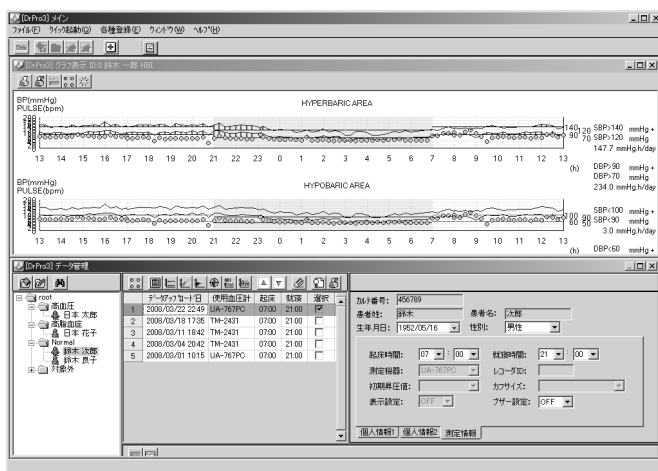 [DrPro3] メイン
ファイル(F) クイック起動(Q) 各種登録(E) ウィンドウ(W) ヘルプ(H)
[DrPro3] グラフ表示 ID:3 鈴木 一郎 HBI
BP(mmHg)
PULSE(bpm)
HYPERBARIC AREA
140 120 SBP>140 mmHg +
90 70 SBP>120 mmHg
147.7 mmHg.h/day
13 14 15 16 17 18 19 20 21 22 23 0 1 2 3 4 5 6 7 8 9 10 11 12 13
(h) DBP>90 mmHg +
DBP>70 mmHg
234.0 mmHg.h/day
BP(mmHg)
PULSE(bpm)
HYPOBARIC AREA
100 90 SBP<100 mmHg +
60 50 SBP<90 mmHg
3.0 mmHg.h/day
13 14 15 16 17 18 19 20 21 22 23 0 1 2 3 4 5 6 7 8 9 10 11 12 13
(h) DBP<60 mmHg +
[DrPro3] データ管理
root
高血圧
日本 太郎
高脂血症
日本 花子
Normal
鈴木 次郎
鈴木 良子
対象外
データアップロード日 使用血圧計 起床 就寝 選択
1 2008/03/22 22:49 UA-767PC 07:00 21:00
2 2008/03/18 17:35 TM-2431 07:00 21:00
3 2008/03/11 18:42 TM-2431 07:00 21:00
4 2008/03/04 20:42 TM-2431 07:00 21:00
5 2008/03/01 10:15 UA-767PC 07:00 21:00
カルテ番号: 456789
患者姓: 鈴木 患者名: 次郎
生年月日: 1952/05/16 性別: 男性
起床時間: 07 : 00 就寝時間: 21 : 00
測定機器: UA-767PC レコーダID:
初期昇圧値: カフサイズ:
表示設定: OFF ブザー設定: OFF
個人情報1 個人情報2 測定情報